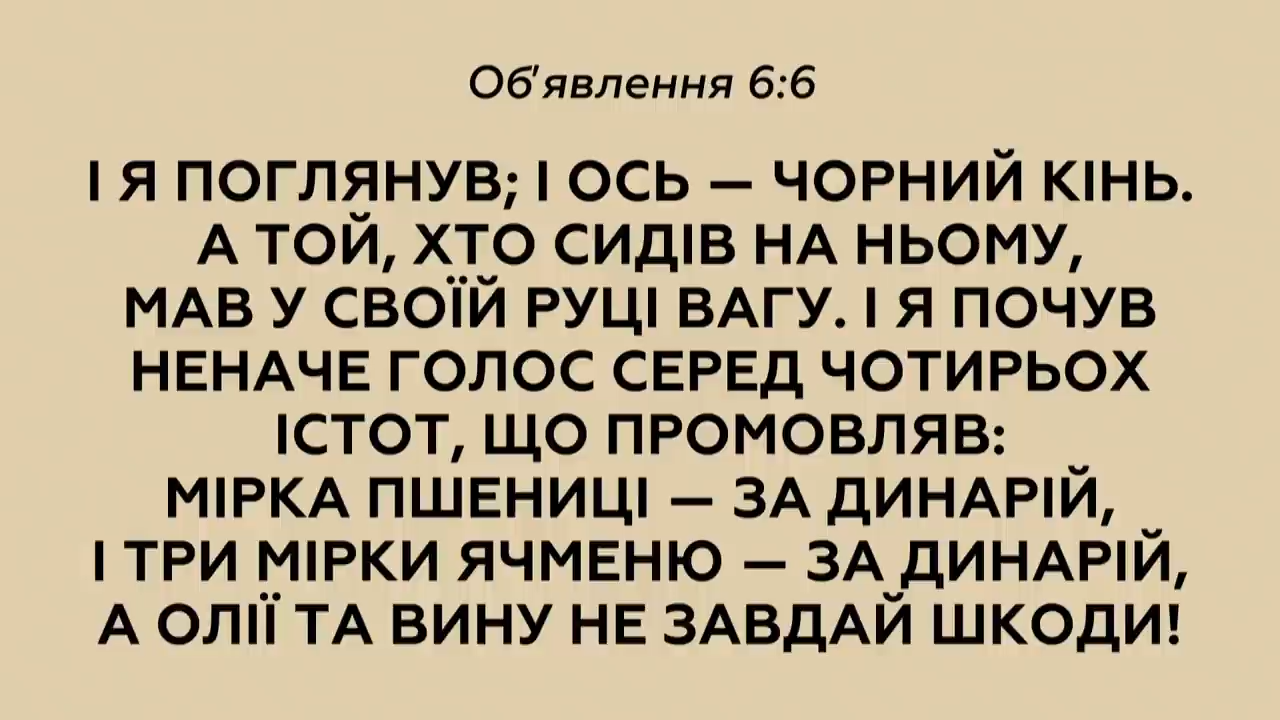 Об'явлення 6:6
І Я ПОГЛЯНУВ; І ОСЬ — ЧОРНИЙ КІНЬ.
А ТОЙ, ХТО СИДІВ НА НЬОМУ,
МАВ У СВОЇЙ РУЦІ ВАГУ. І Я ПОЧУВ
НЕНАЧЕ ГОЛОС СЕРЕД ЧОТИРЬОХ
ІСТОТ, ЩО ПРОМОВЛЯВ:
МІРКА ПШЕНИЦІ — ЗА ДИНАРІЙ,
І ТРИ МІРКИ ЯЧМЕНЮ — ЗА ДИНАРІЙ,
А ОЛІЇ ТА ВИНУ НЕ ЗАВДАЙ ШКОДИ!